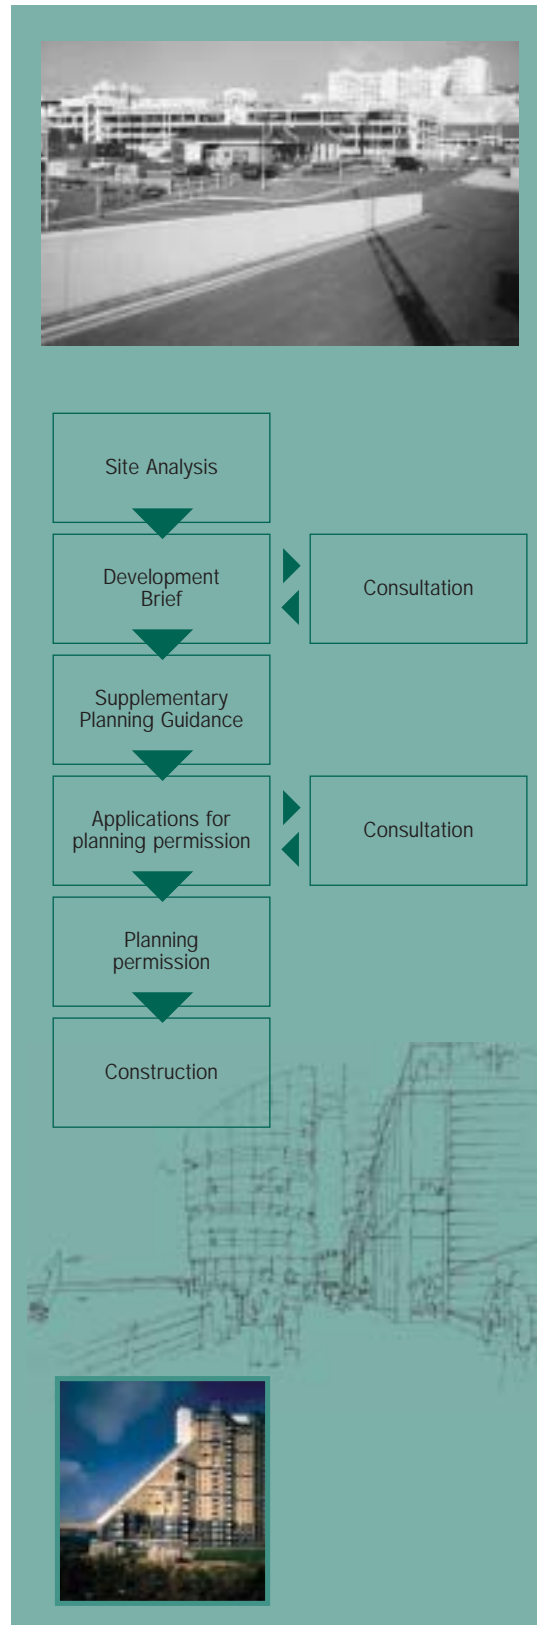 Site Analysis
Development
Brief
Consultation
Supplementary
Planning Guidance
Applications for
planning permission
Consultation
Planning
permission
Construction